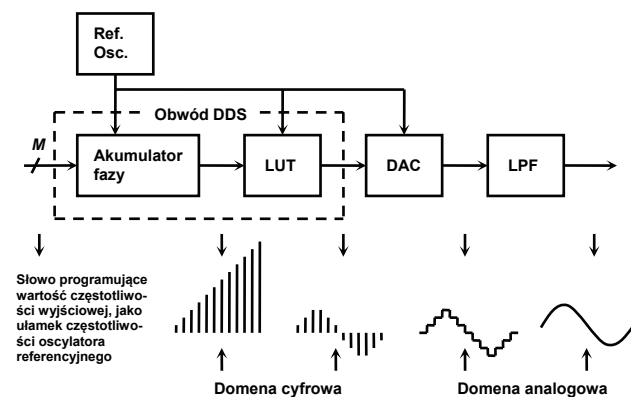 Ref.
Osc.
Obwód DDS
M
Akumulator
fazy
LUT
DAC
LPF
Słowo programujące
wartość częstotliwo-
ści wyjściowej, jako
ułamek częstotliwo-
ści oscylatora
referencyjnego
Domena cyfrowa
Domena analogowa